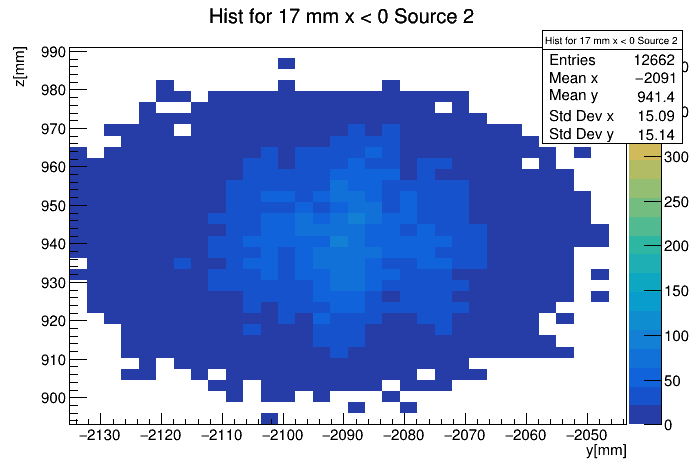 Hist for 17 mm x < 0 Source 2
z[mm]
Hist for 17 mm x < 0 Source 2
Entries 12662
Mean x −2091
Mean y 941.4
Std Dev x 15.09
Std Dev y 15.14
990
980
970
960
950
940
930
920
910
900
300
250
200
150
100
50
0
−2130 −2120 −2110 −2100 −2090 −2080 −2070 −2060 −2050
y[mm]